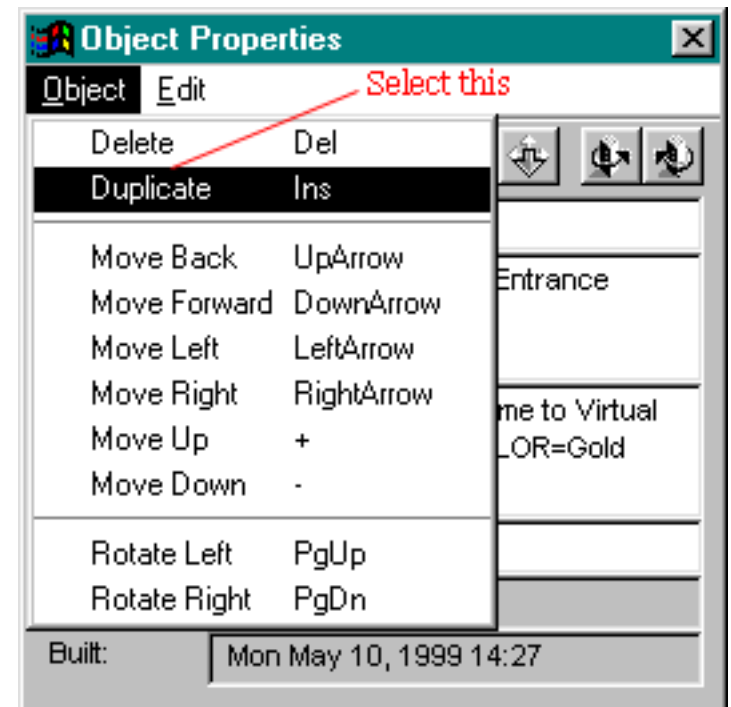 Object Properties
Object Edit
Select this
Delete Del
Duplicate Ins
Move Back UpArrow
Move Forward DownArrow
Move Left LeftArrow
Move Right RightArrow
Move Up +
Move Down -
Rotate Left PgUp
Rotate Right PgDn
Entrance
me to Virtual
LOR=Gold
Built: Mon May 10, 1999 14:27